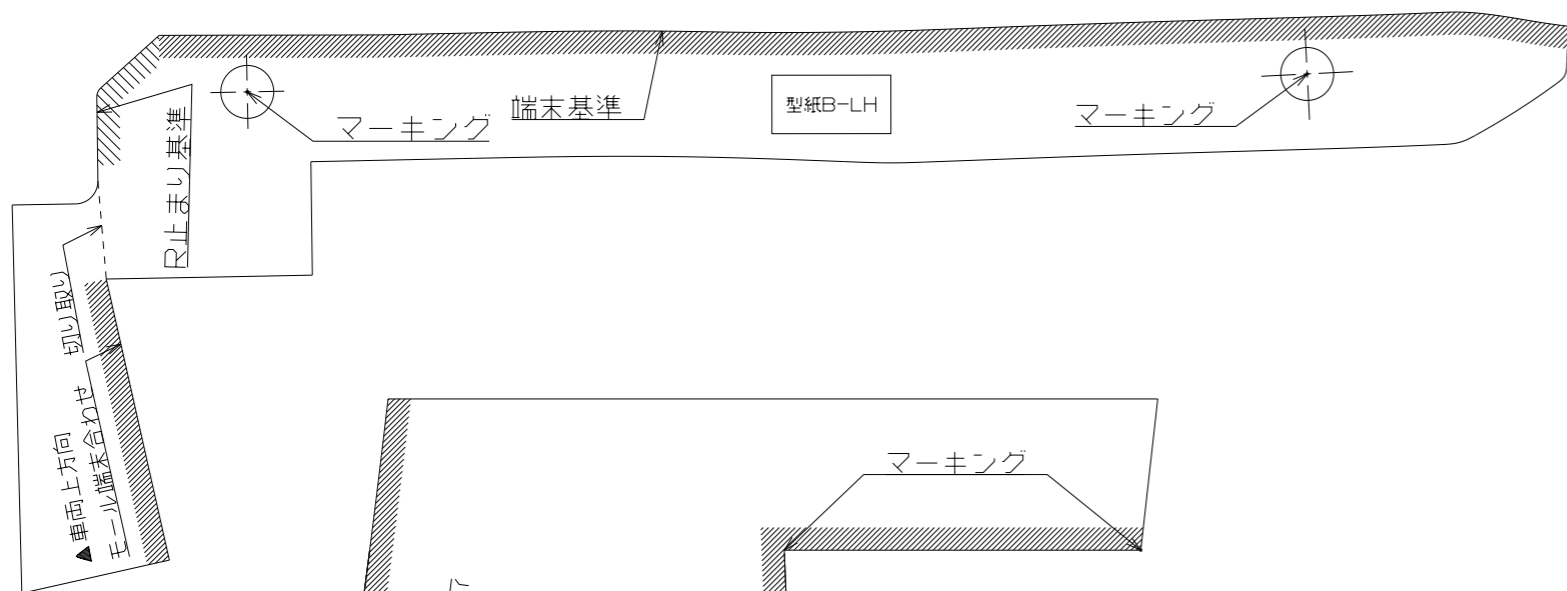 マーキング
端末基準
型紙B-LH
マーキング
R止まり基準
切り取り
モール端末合わせ
▲車両上方向
マーキング